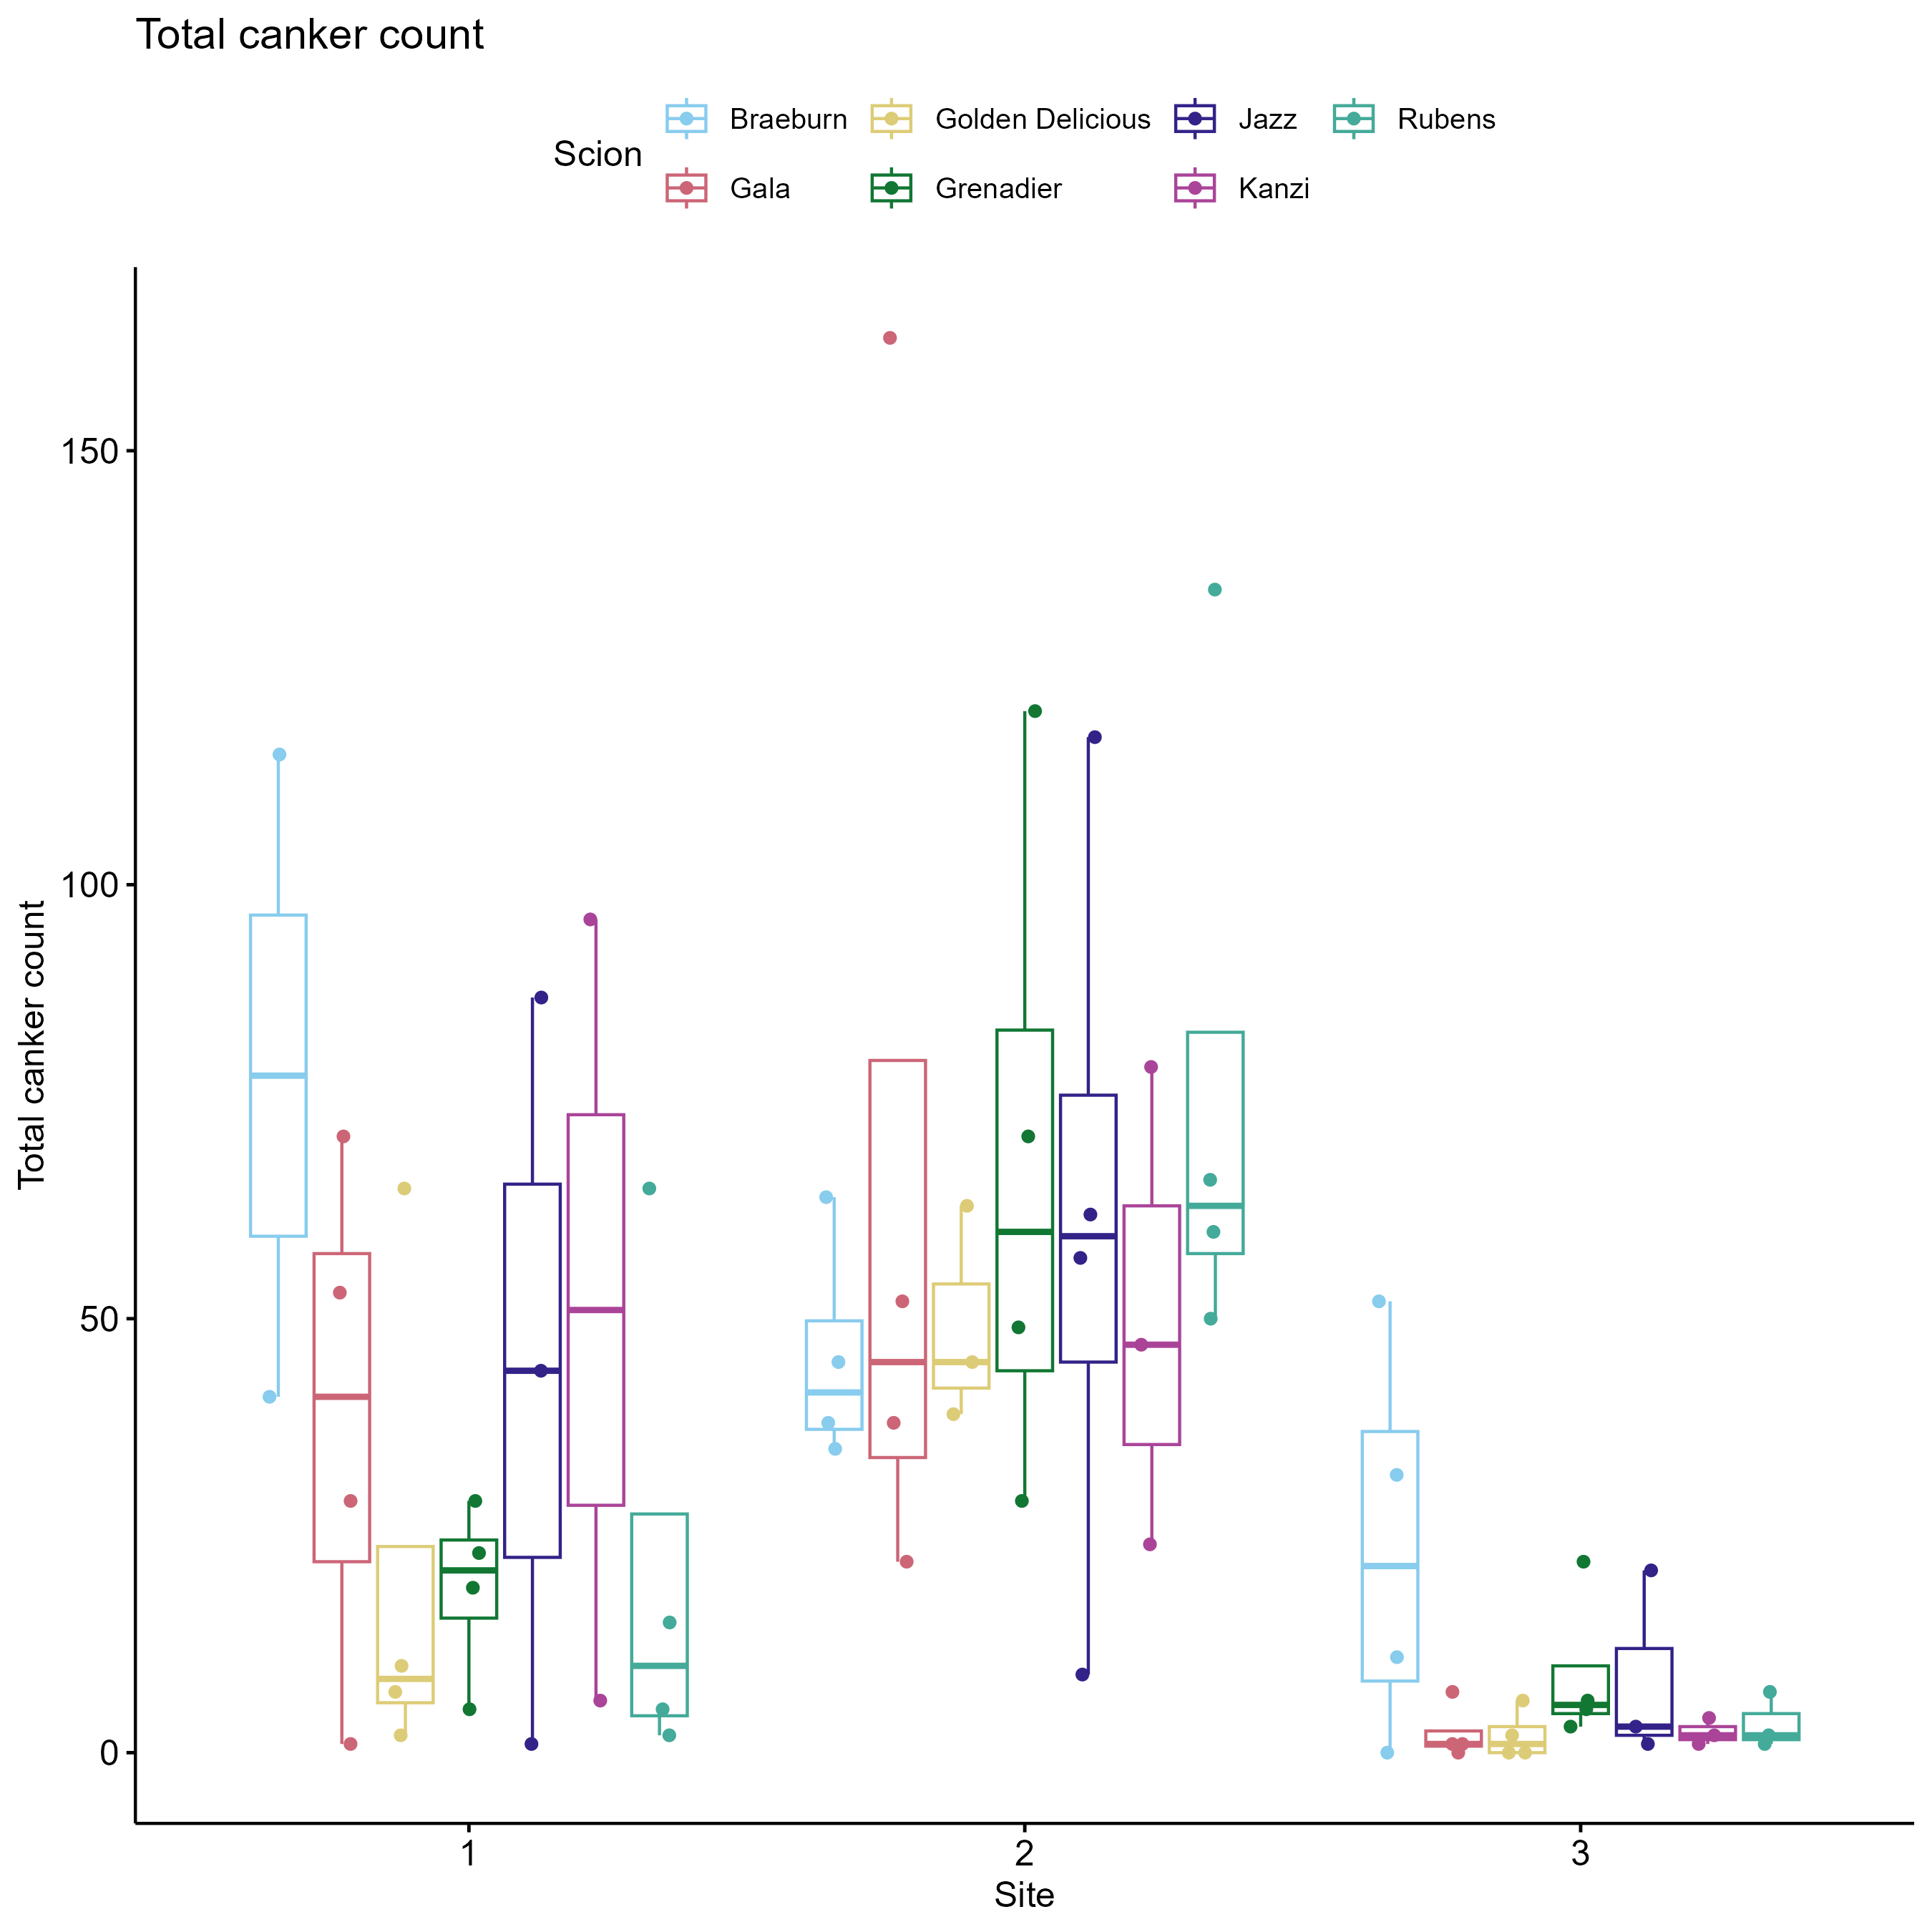 Total canker count
Scion
Braeburn
Golden Delicious
Jazz
Rubens
Gala
Grenadier
Kanzi
Total canker count
150
100
50
0
1
2
3
Site